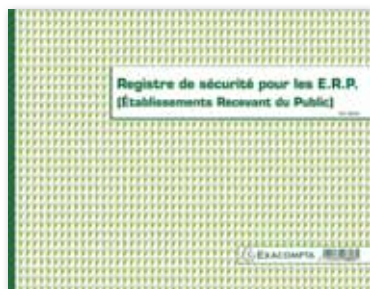 Registre de sécurité pour les E.R.P.
(Établissements Recevant du Public)
EXACOMPTA